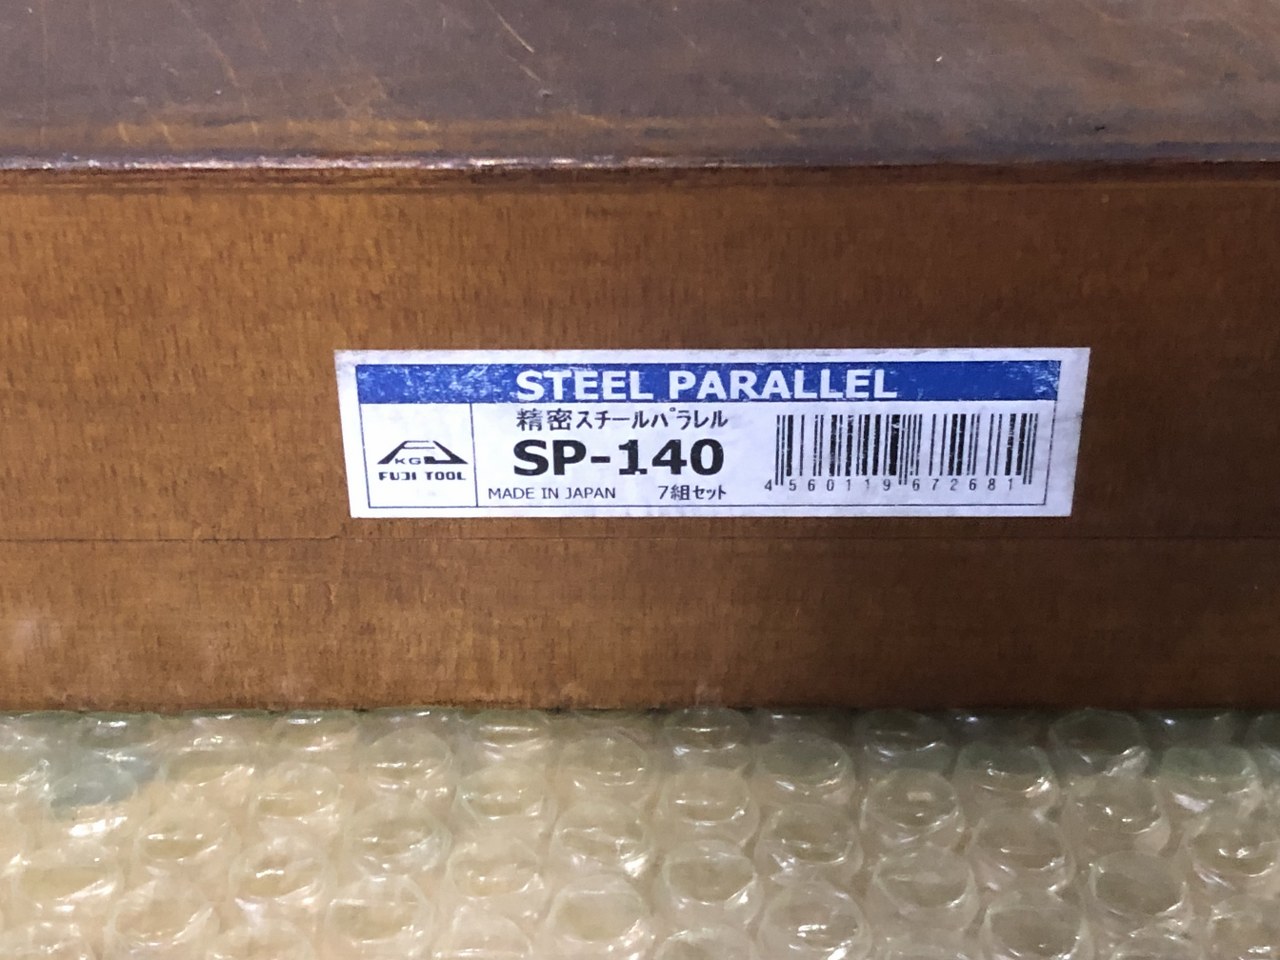 STEEL PARALLEL
精密スチールパラレル
SP-140
KG
FUJI TOOL
MADE IN JAPAN 7組セット
4560119672681